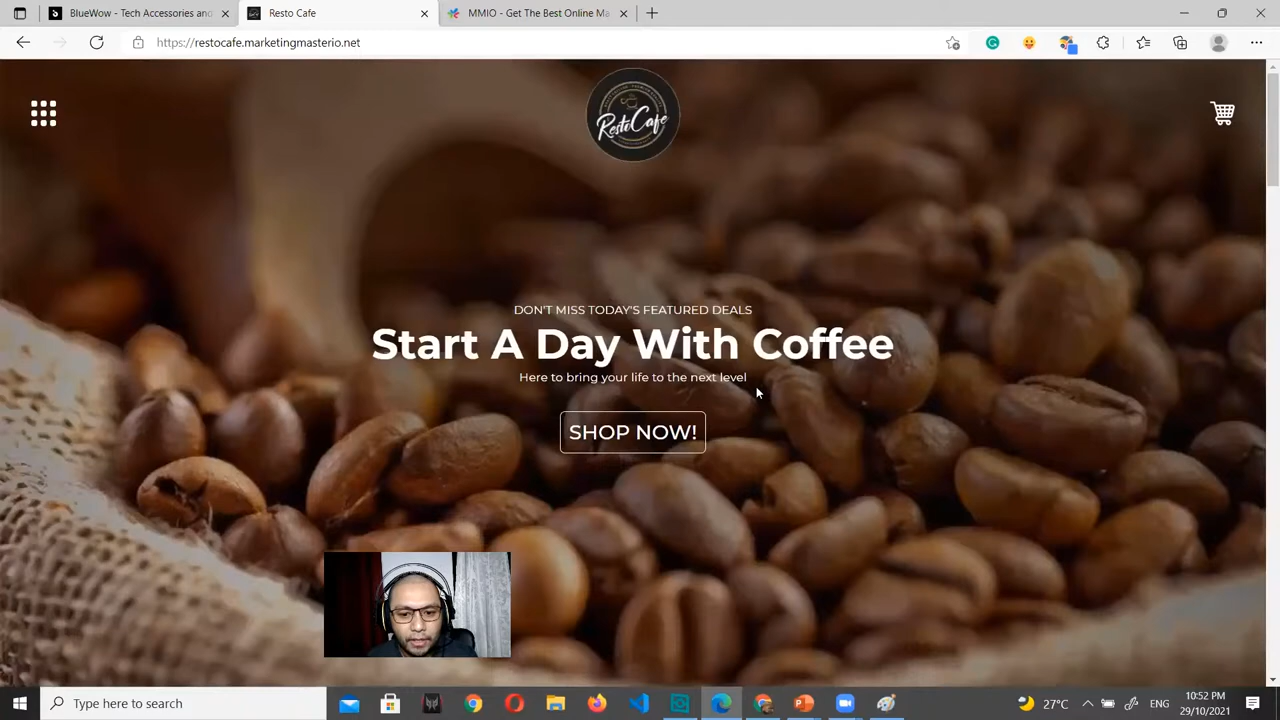 BlueWow - Tech Accessories and
Resto Cafe
MMIO - Get The Best Online Ma
https://restocafe.marketingmasterio.net
RestoCafe
DON'T MISS TODAY'S FEATURED DEALS
Start A Day With Coffee
Here to bring your life to the next level
SHOP NOW!
Type here to search
27°C
ENG
10:52 PM
29/10/2021